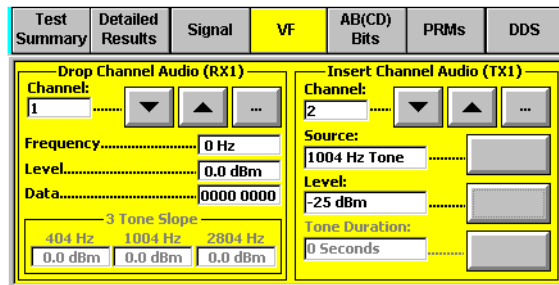 Test Summary Detailed Results Signal VF AB(CD) Bits PRMs DDS
Drop Channel Audio (RX1)
Channel:
1 ........ ...
Frequency........................ 0 Hz
Level................................ 0.0 dBm
Data................................. 0000 0000
3 Tone Slope
404 Hz 1004 Hz 2804 Hz
0.0 dBm 0.0 dBm 0.0 dBm
Insert Channel Audio (TX1)
Channel:
2 ........ ...
Source:
1004 Hz Tone ..........
Level:
-25 dBm ..........
Tone Duration:
0 Seconds ..........